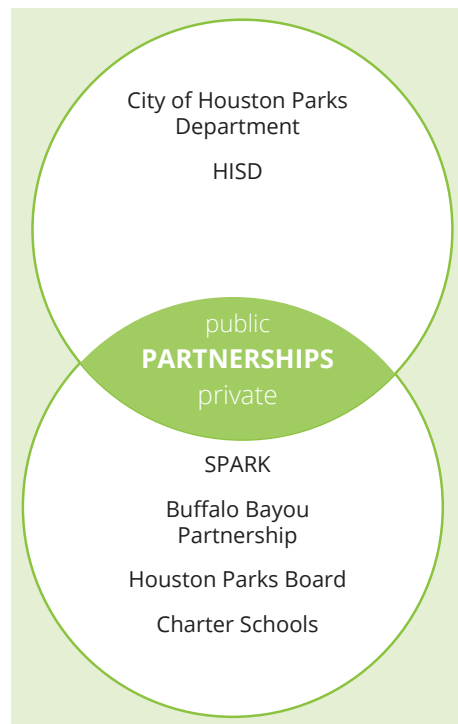 City of Houston Parks
Department
HISD
public
PARTNERSHIPS
private
SPARK
Buffalo Bayou
Partnership
Houston Parks Board
Charter Schools